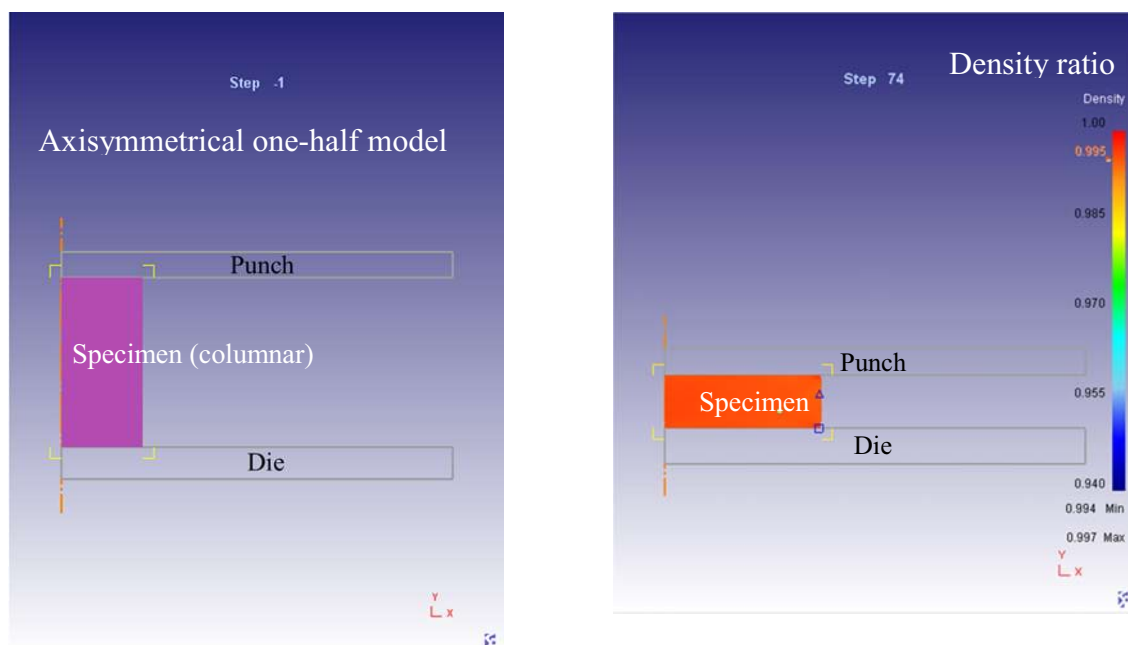 Step -1
Axisymmetrical one-half model
Punch
Specimen (columnar)
Die
Y
X
Density ratio
Step 74
Density
1.00
0.995
0.985
0.970
Punch
0.955
Specimen
Die
0.940
0.994 Min
0.997 Max
Y
X